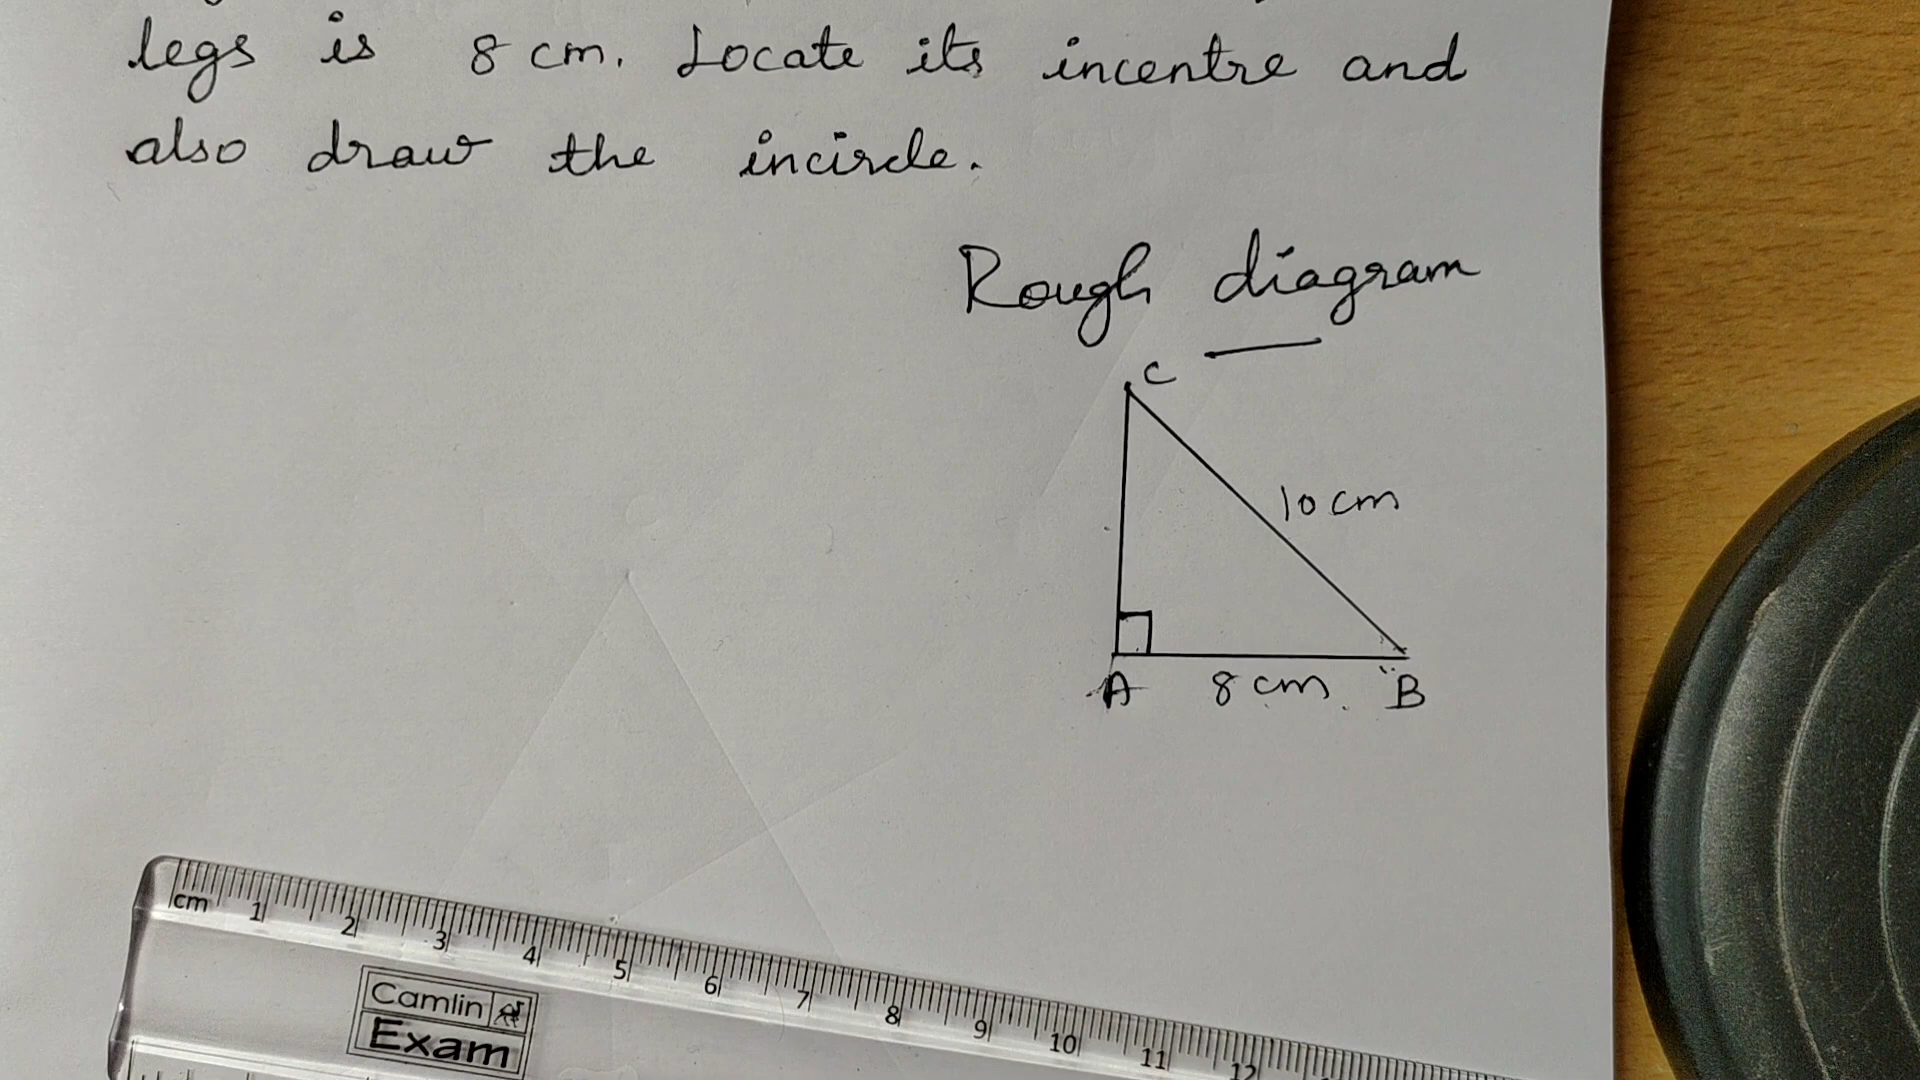 legs is 8 cm. Locate its incentre and
also draw the incircle.
Rough diagram
C
10 cm
A 8 cm. B
cm 1 2 3 4 5 6 7 8 9 10 11 12
Camlin
Exam